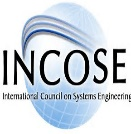 INCOSE
International Council on Systems Engineering